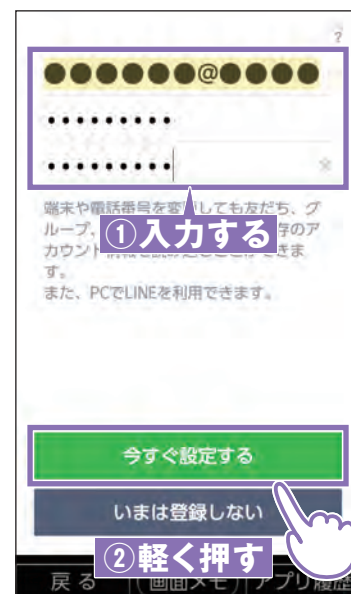 ?
●●●●●●@●●●●
•••••••••
•••••••••
※
端末や電話番号を変更しても友だち、グ
ループ、
存のア
カウント
きま
す。
また、PCでLINEを利用できます。
①入力する
今すぐ設定する
いまは登録しない
②軽く押す
戻る
画面メモ
アプリ履歴